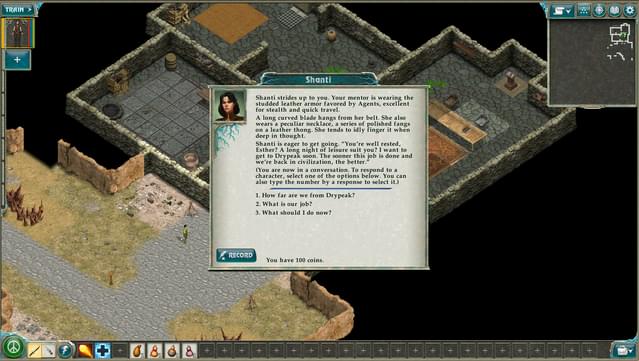 TRAIN
Shanti
Shanti strides up to you. Your mentor is wearing the
studded leather armor favored by Agents, excellent
for stealth and quick travel.
A long curved blade hangs from her belt. She also
wears a peculiar necklace, a series of polished fangs
on a leather thong. She tends to idly finger it when
deep in thought.
Shanti is eager to get going. "You're well rested,
Esther? A long night of leisure suit you? I want to
get to Drypeak soon. The sooner this job is done and
we're back in civilization, the better."
(You are now in a conversation. To respond to a
character, select one of the options below. You can
also type the number by a response to select it.)
1. How far are we from Drypeak?
2. What is our job?
3. What should I do now?
RECORD
You have 100 coins.